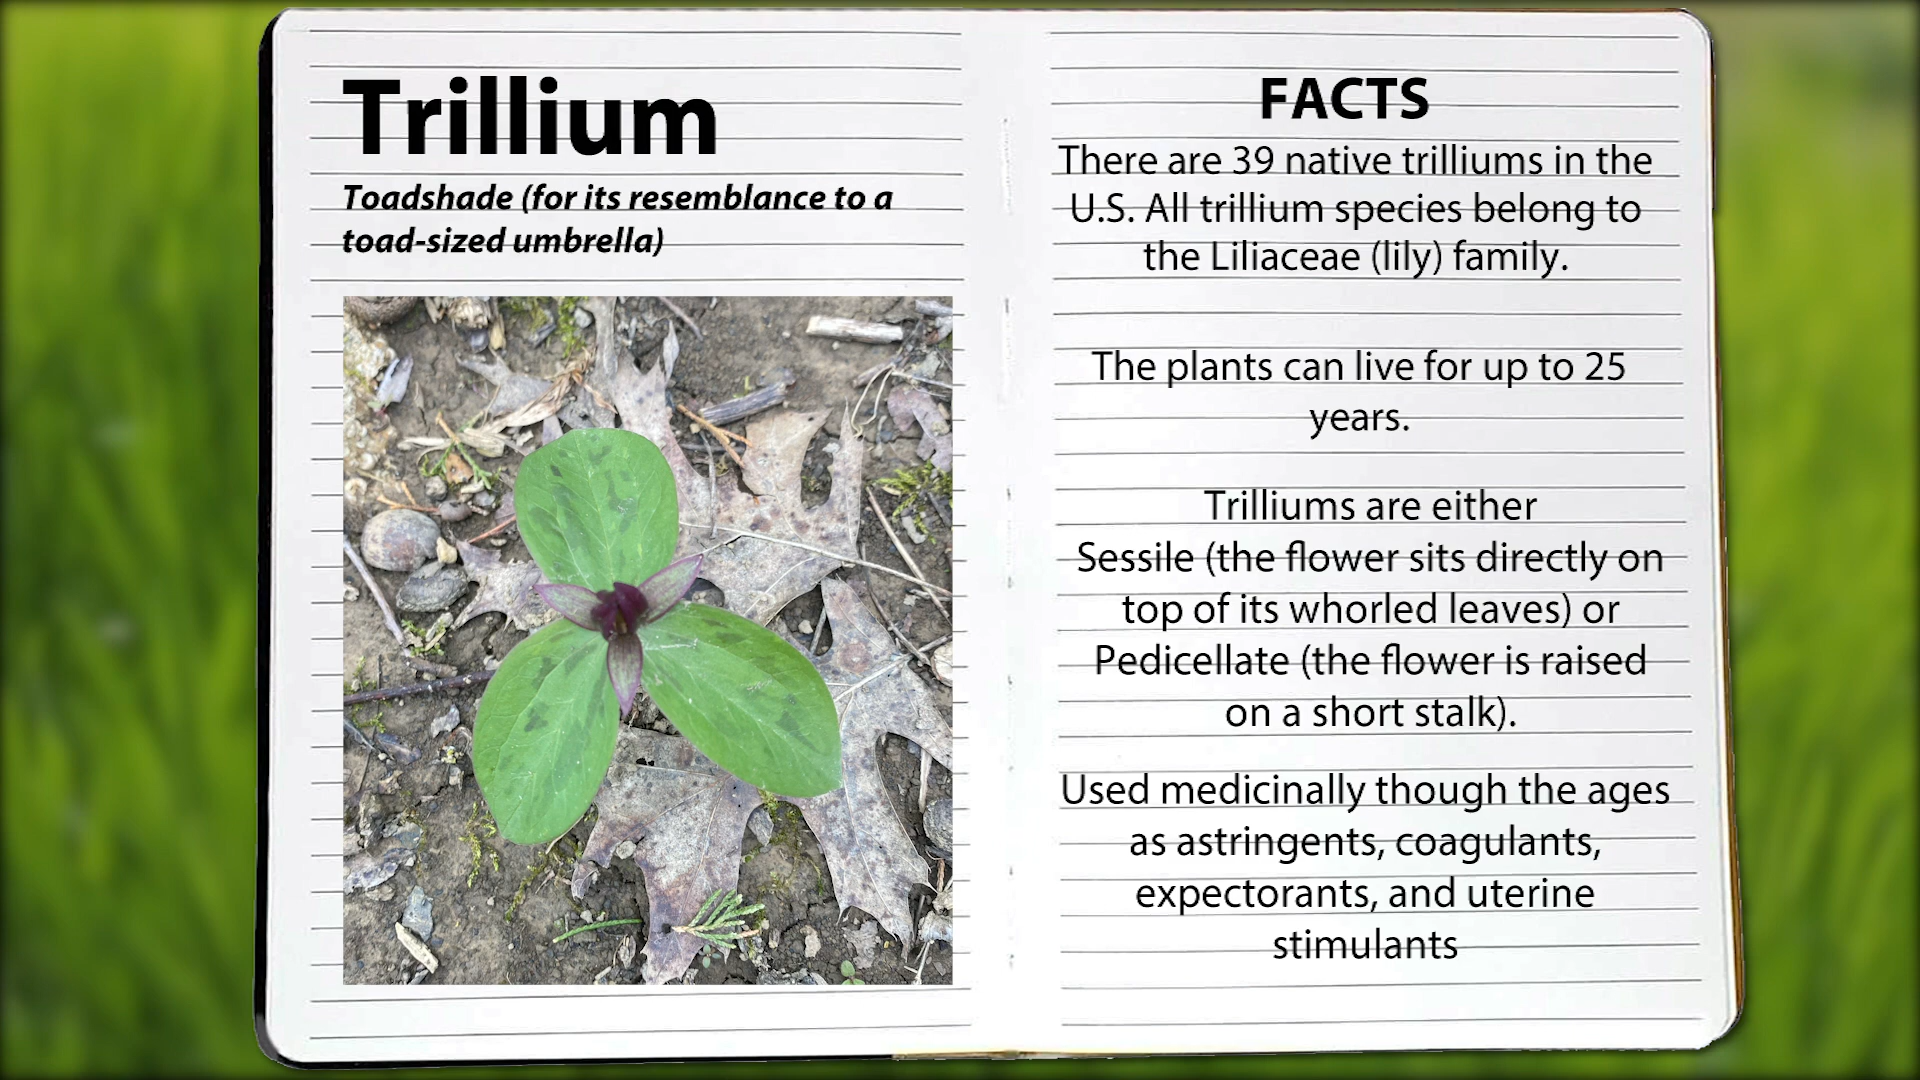 Trillium
Toadshade (for its resemblance to a
toad-sized umbrella)
FACTS
There are 39 native trilliums in the
U.S. All trillium species belong to
the Liliaceae (lily) family.
The plants can live for up to 25
years.
Trilliums are either
Sessile (the flower sits directly on
top of its whorled leaves) or
Pedicellate (the flower is raised
on a short stalk).
Used medicinally though the ages
as astringents, coagulants,
expectorants, and uterine
stimulants